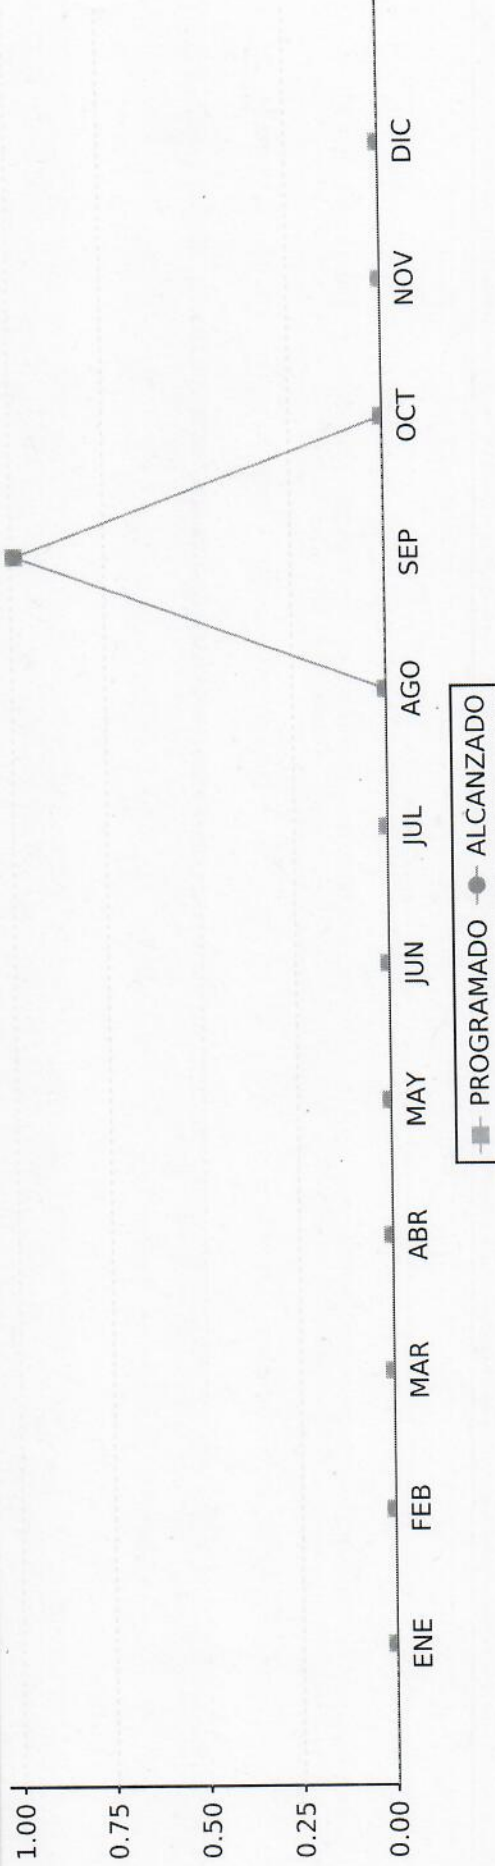 1.00
0.75
0.50
0.25
0.00
ENE FEB MAR ABR MAY JUN JUL AGO SEP OCT NOV DIC
PROGRAMADO ALCANZADO